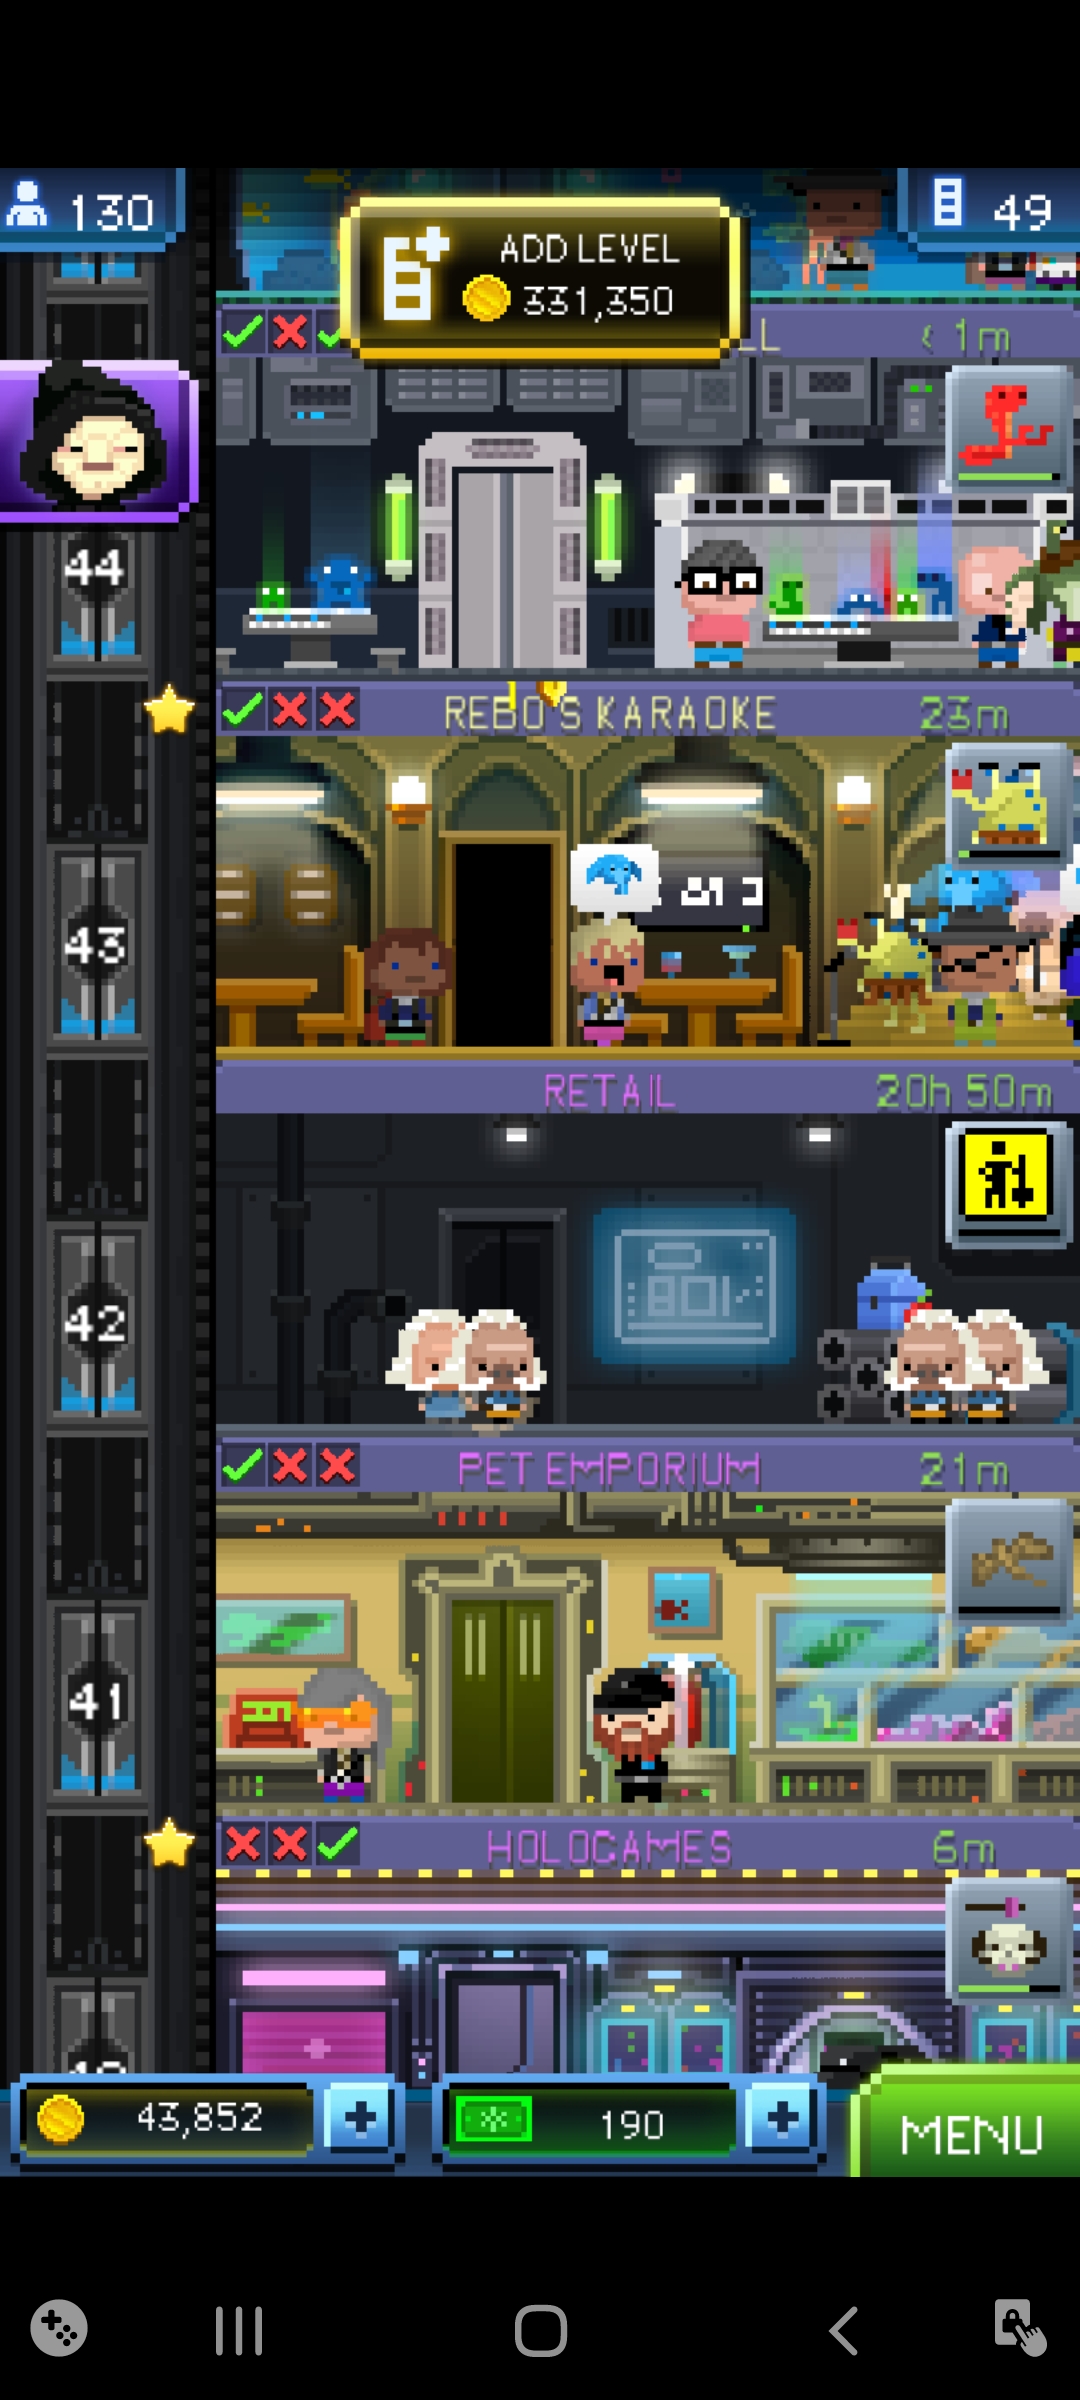 130
49
ADD LEVEL
331,350
LL
< 1m
44
REBO'S KARAOKE
23m
43
RETAIL
20h 50m
42
PET EMPORIUM
21m
41
HOLOGAMES
6m
43,852
190
MENU